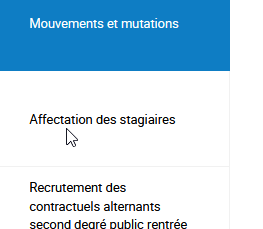 Mouvements et mutations
Affectation des stagiaires
Recrutement des
contractuels alternants
second degré public rentrée